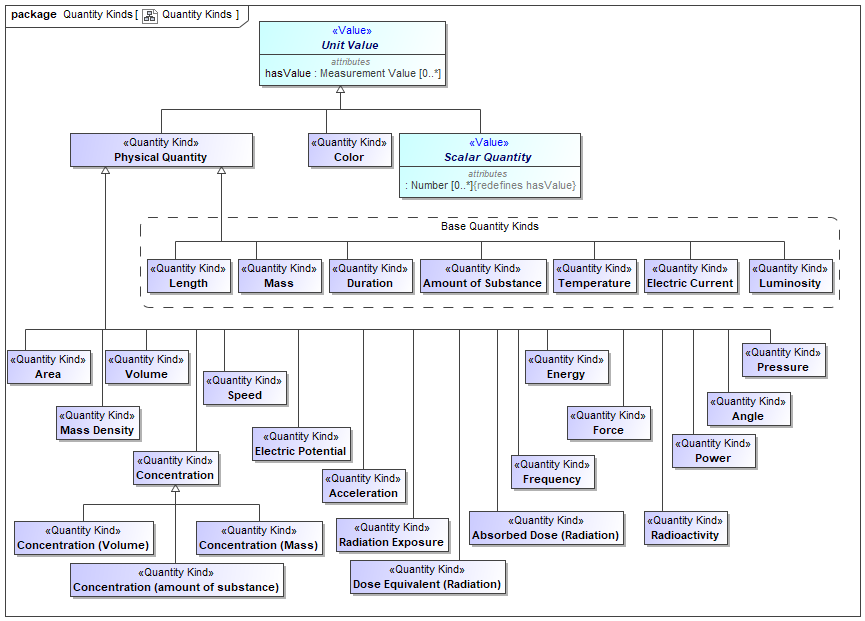 package Quantity Kinds [ Quantity Kinds ]
«Value»
Unit Value
attributes
hasValue : Measurement Value [0..*]
«Quantity Kind»
Physical Quantity
«Quantity Kind»
Color
«Value»
Scalar Quantity
attributes
: Number [0..*]{redefines hasValue}
Base Quantity Kinds
«Quantity Kind»
Length
«Quantity Kind»
Mass
«Quantity Kind»
Duration
«Quantity Kind»
Amount of Substance
«Quantity Kind»
Temperature
«Quantity Kind»
Electric Current
«Quantity Kind»
Luminosity
«Quantity Kind»
Area
«Quantity Kind»
Volume
«Quantity Kind»
Speed
«Quantity Kind»
Energy
«Quantity Kind»
Pressure
«Quantity Kind»
Mass Density
«Quantity Kind»
Electric Potential
«Quantity Kind»
Force
«Quantity Kind»
Angle
«Quantity Kind»
Concentration
«Quantity Kind»
Acceleration
«Quantity Kind»
Frequency
«Quantity Kind»
Power
«Quantity Kind»
Concentration (Volume)
«Quantity Kind»
Concentration (Mass)
«Quantity Kind»
Radiation Exposure
«Quantity Kind»
Absorbed Dose (Radiation)
«Quantity Kind»
Radioactivity
«Quantity Kind»
Concentration (amount of substance)
«Quantity Kind»
Dose Equivalent (Radiation)